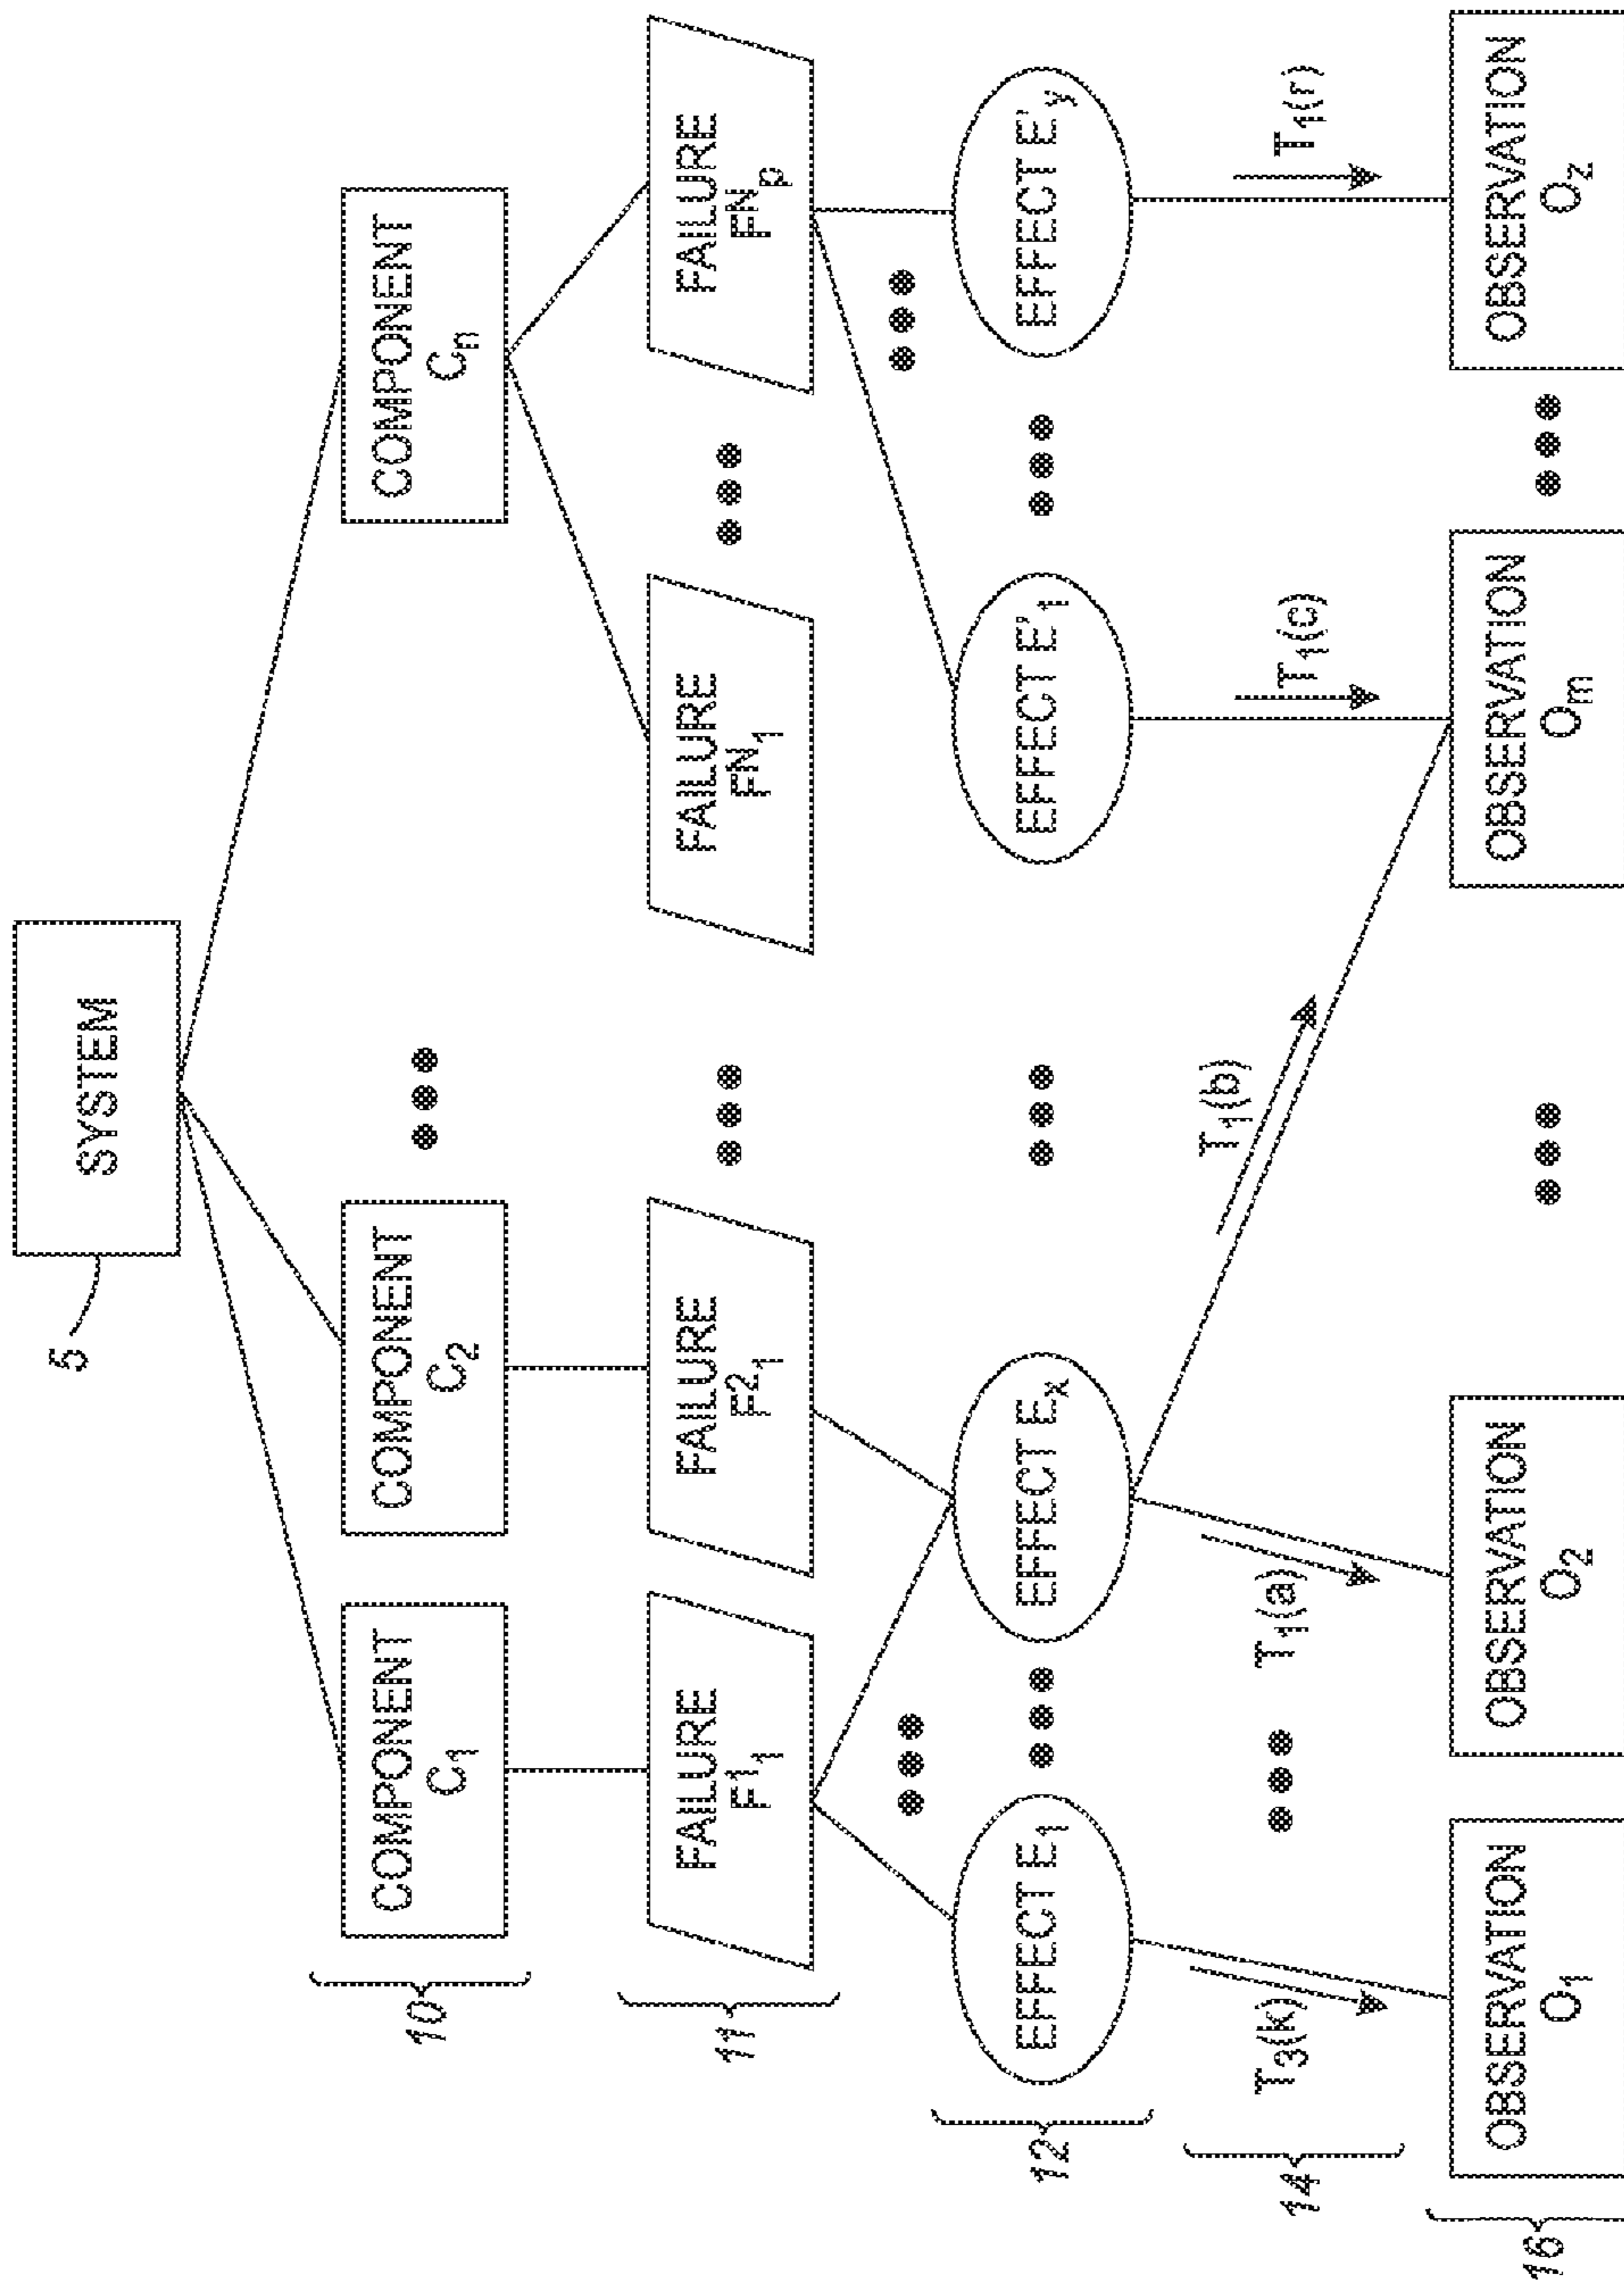 SYSTEM
5
COMPONENT
C1
COMPONENT
C2
COMPONENT
Cn
10
FAILURE
F1₁
FAILURE
F2₁
FAILURE
FN₁
FAILURE
FNp
11
EFFECT E1
EFFECT Ex
EFFECT E'1
EFFECT E'y
12
T3(k)
T1(a)
T1(b)
T1(c)
T1(r)
14
OBSERVATION
O1
OBSERVATION
O2
OBSERVATION
Om
OBSERVATION
Oz
16